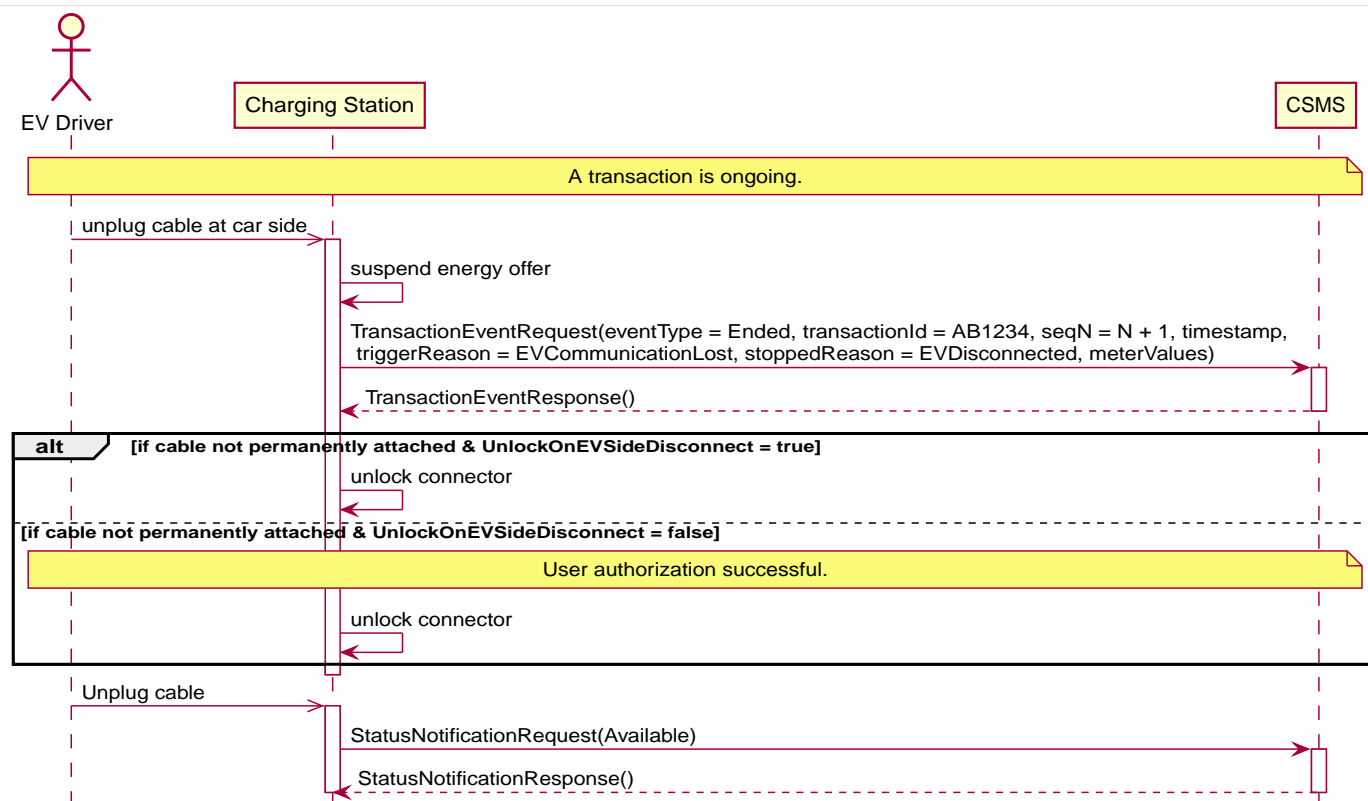 EV Driver
Charging Station
CSMS
A transaction is ongoing.
unplug cable at car side
suspend energy offer
TransactionEventRequest(eventType = Ended, transactionId = AB1234, seqN = N + 1, timestamp,
triggerReason = EVCommunicationLost, stoppedReason = EVDisconnected, meterValues)
TransactionEventResponse()
alt [if cable not permanently attached & UnlockOnEVSideDisconnect = true]
unlock connector
[if cable not permanently attached & UnlockOnEVSideDisconnect = false]
User authorization successful.
unlock connector
Unplug cable
StatusNotificationRequest(Available)
StatusNotificationResponse()